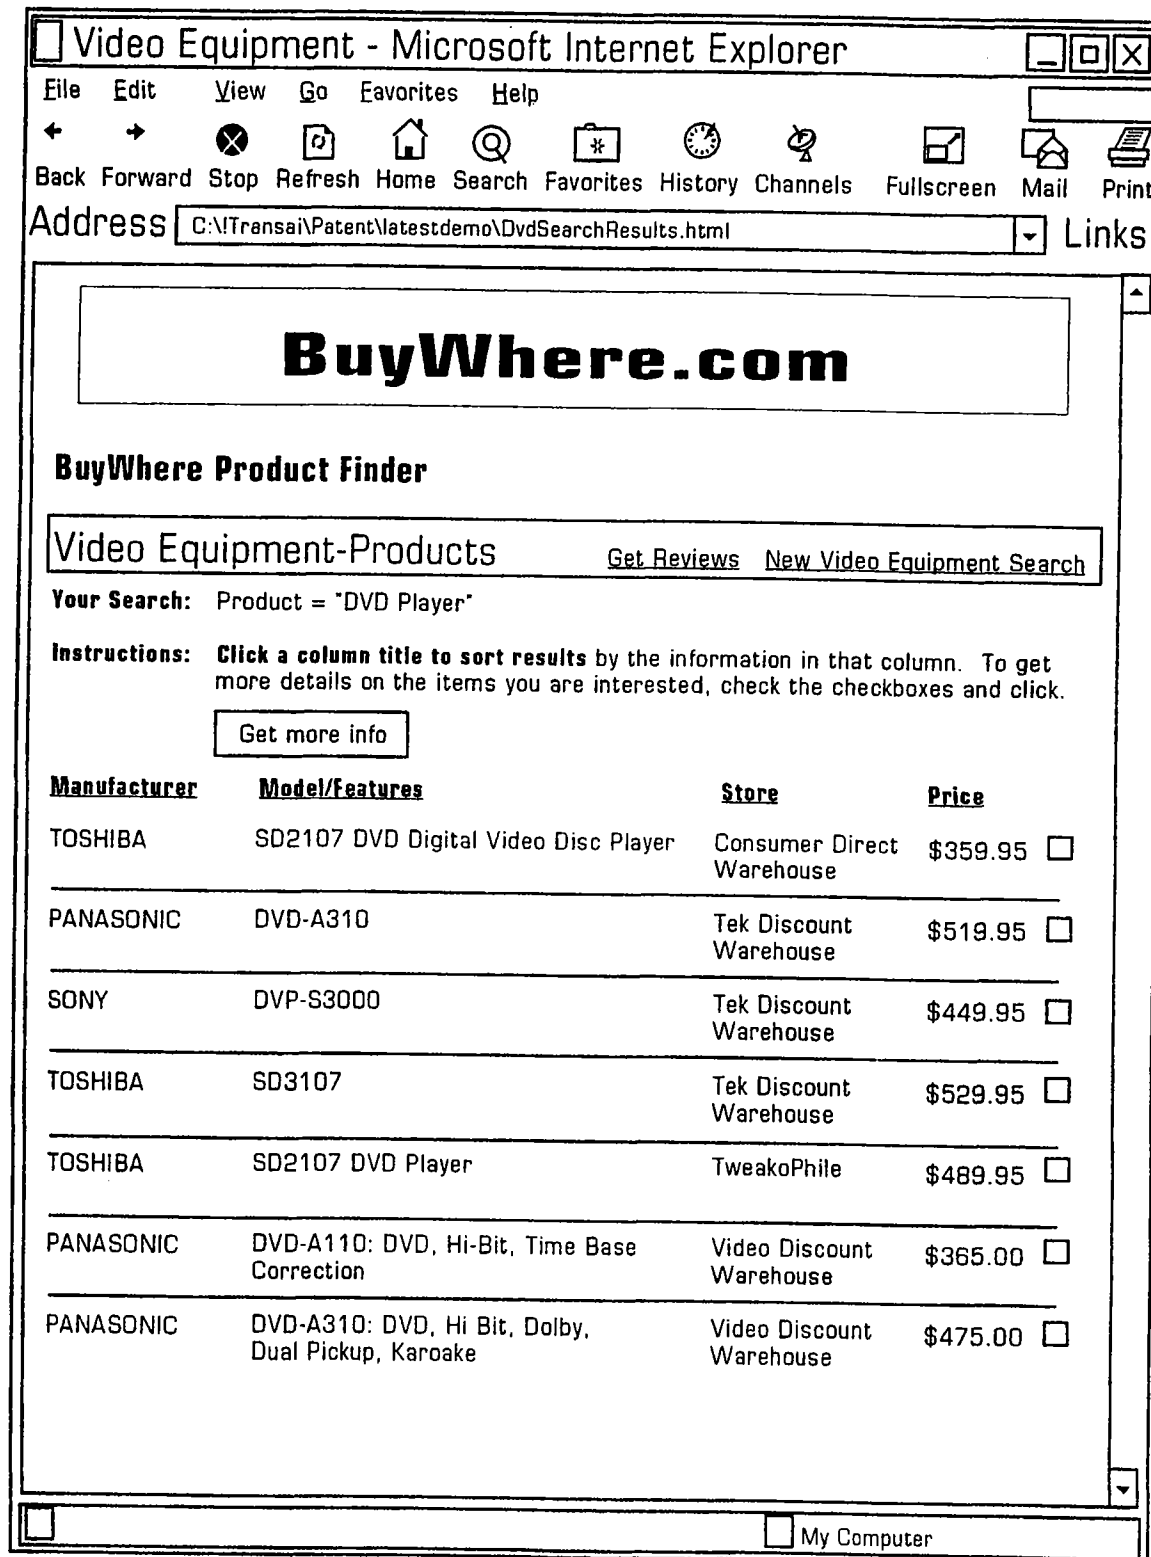 Video Equipment - Microsoft Internet Explorer
File Edit View Go Favorites Help
Back Forward Stop Refresh Home Search Favorites History Channels Fullscreen Mail Print
Address C:\!Transai\Patent\latestdemo\DvdSearchResults.html Links
BuyWhere.com
BuyWhere Product Finder
Video Equipment-Products Get Reviews New Video Equipment Search
Your Search: Product = "DVD Player"
Instructions: Click a column title to sort results by the information in that column. To get
more details on the items you are interested, check the checkboxes and click.
Get more info
Manufacturer Model/Features Store Price
TOSHIBA SD2107 DVD Digital Video Disc Player Consumer Direct $359.95
Warehouse
PANASONIC DVD-A310 Tek Discount $519.95
Warehouse
SONY DVP-S3000 Tek Discount $449.95
Warehouse
TOSHIBA SD3107 Tek Discount $529.95
Warehouse
TOSHIBA SD2107 DVD Player TweakoPhile $489.95
PANASONIC DVD-A110: DVD, Hi-Bit, Time Base Video Discount $365.00
Correction Warehouse
PANASONIC DVD-A310: DVD, Hi Bit, Dolby, Video Discount $475.00
Dual Pickup, Karoake Warehouse
My Computer